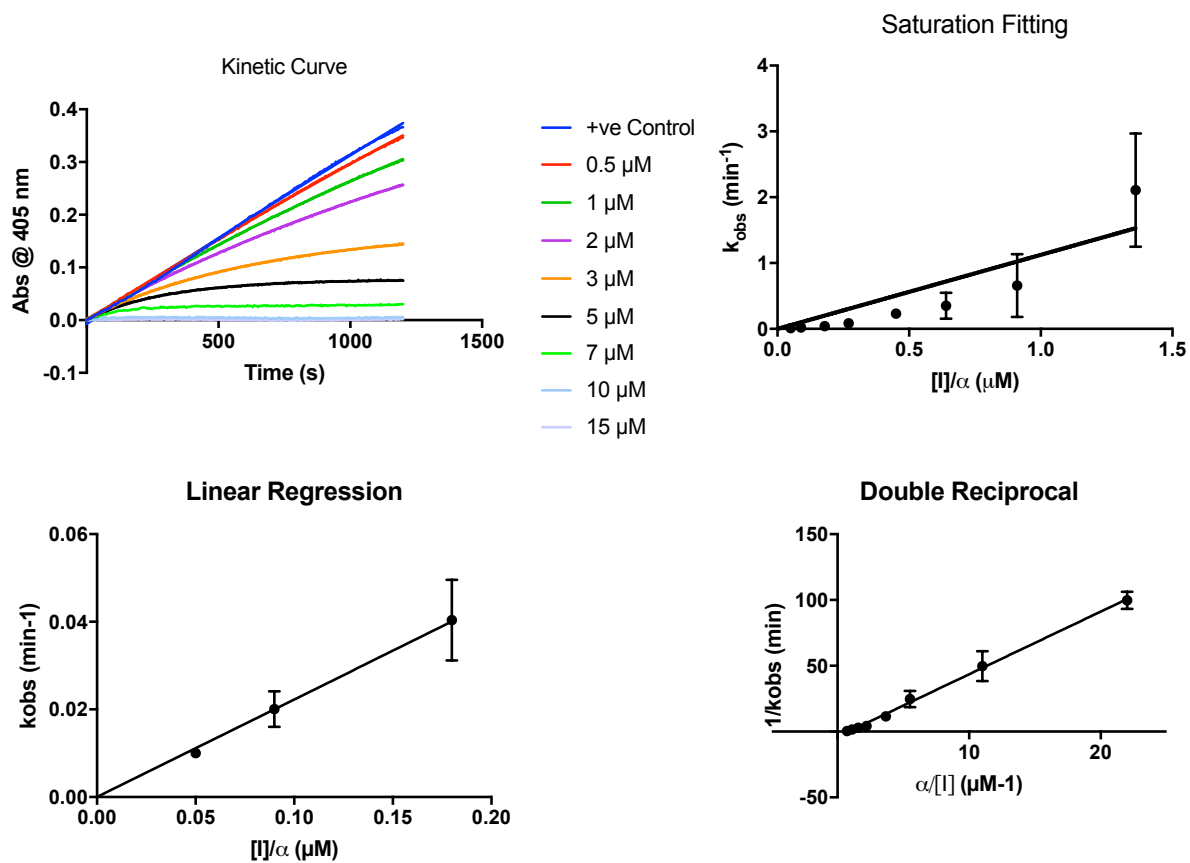 Kinetic Curve
0.4
0.3
0.2
0.1
0.0
-0.1
500
1000
1500
Abs @ 405 nm
Time (s)
+ve Control
0.5 µM
1 µM
2 µM
3 µM
5 µM
7 µM
10 µM
15 µM
Saturation Fitting
4
3
2
1
0
0.0
0.5
1.0
1.5
k_obs (min⁻¹)
[I]/α (µM)
Linear Regression
0.06
0.04
0.02
0.00
0.00
0.05
0.10
0.15
0.20
kobs (min-1)
[I]/α (µM)
Double Reciprocal
150
100
50
-50
10
20
1/kobs (min)
α/[I] (µM-1)